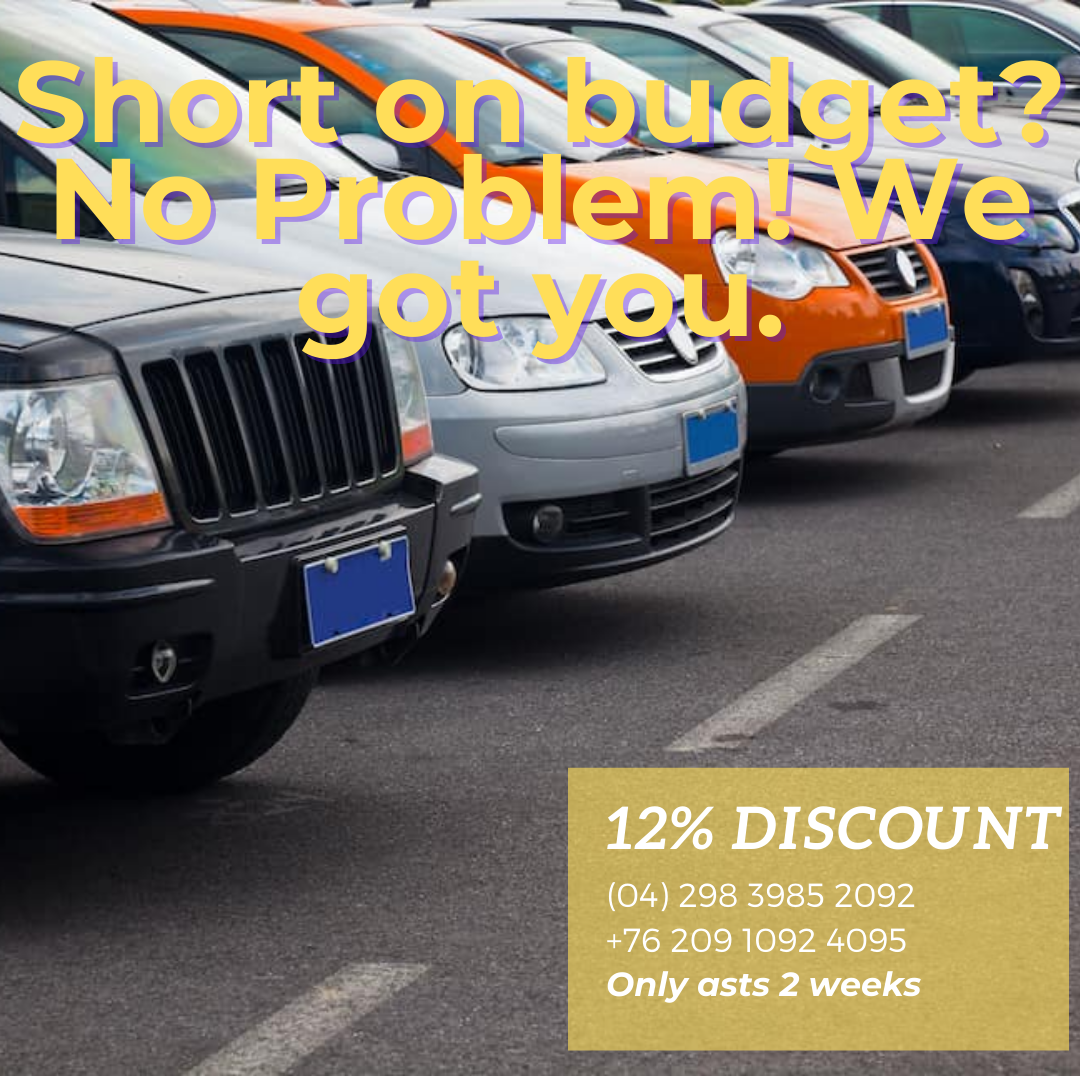 Short on budget?
No Problem! We
got you.
12% DISCOUNT
(04) 298 3985 2092
+76 209 1092 4095
Only asts 2 weeks